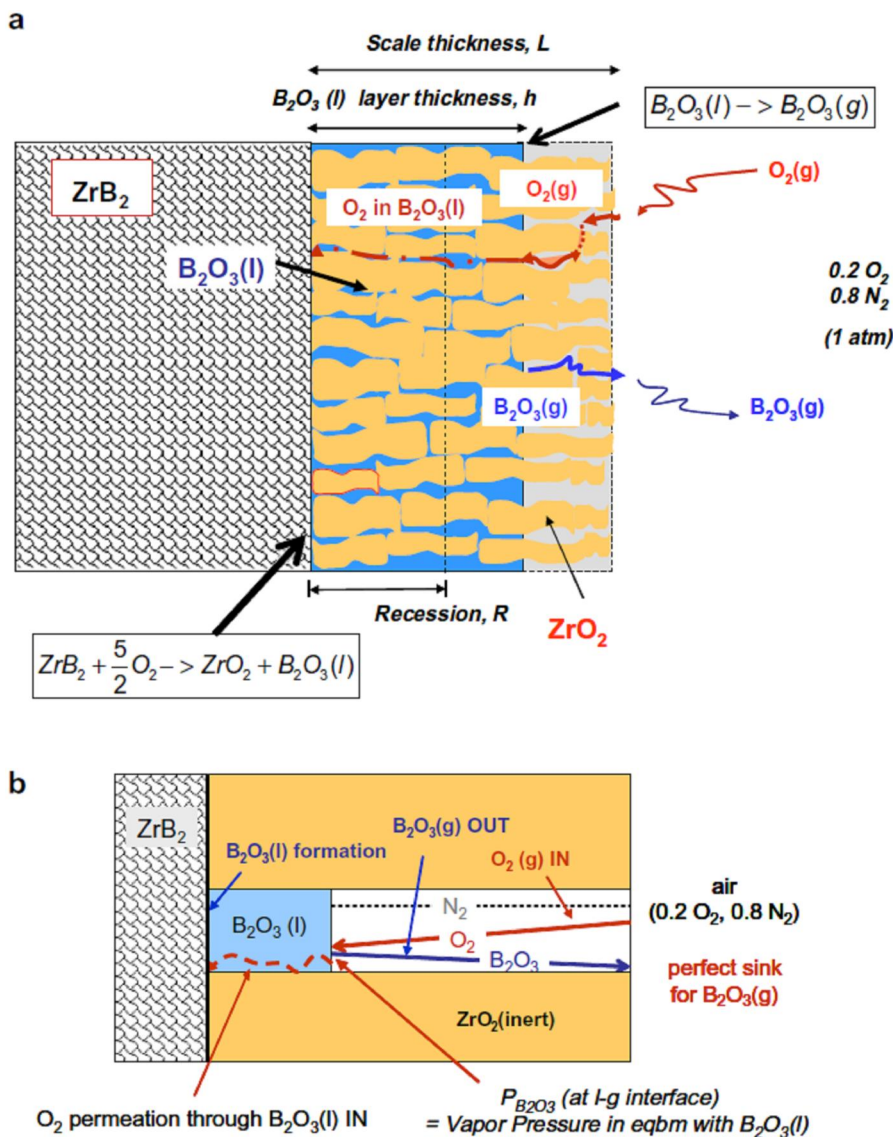 a
Scale thickness, L
B₂O₃ (l) layer thickness, h
B₂O₃(l) -> B₂O₃(g)
ZrB₂
O₂(g)
O₂(g)
O₂ in B₂O₃(l)
B₂O₃(l)
0.2 O₂
0.8 N₂
(1 atm)
B₂O₃(g)
B₂O₃(g)
Recession, R
ZrO₂
ZrB₂ + 5/2 O₂ -> ZrO₂ + B₂O₃(l)
b
ZrB₂
B₂O₃(g) OUT
B₂O₃(l) formation
O₂ (g) IN
air
(0.2 O₂, 0.8 N₂)
N₂
B₂O₃ (l)
O₂
B₂O₃
perfect sink
for B₂O₃(g)
ZrO₂(inert)
O₂ permeation through B₂O₃(l) IN
P_B2O3 (at l-g interface)
= Vapor Pressure in eqbm with B₂O₃(l)